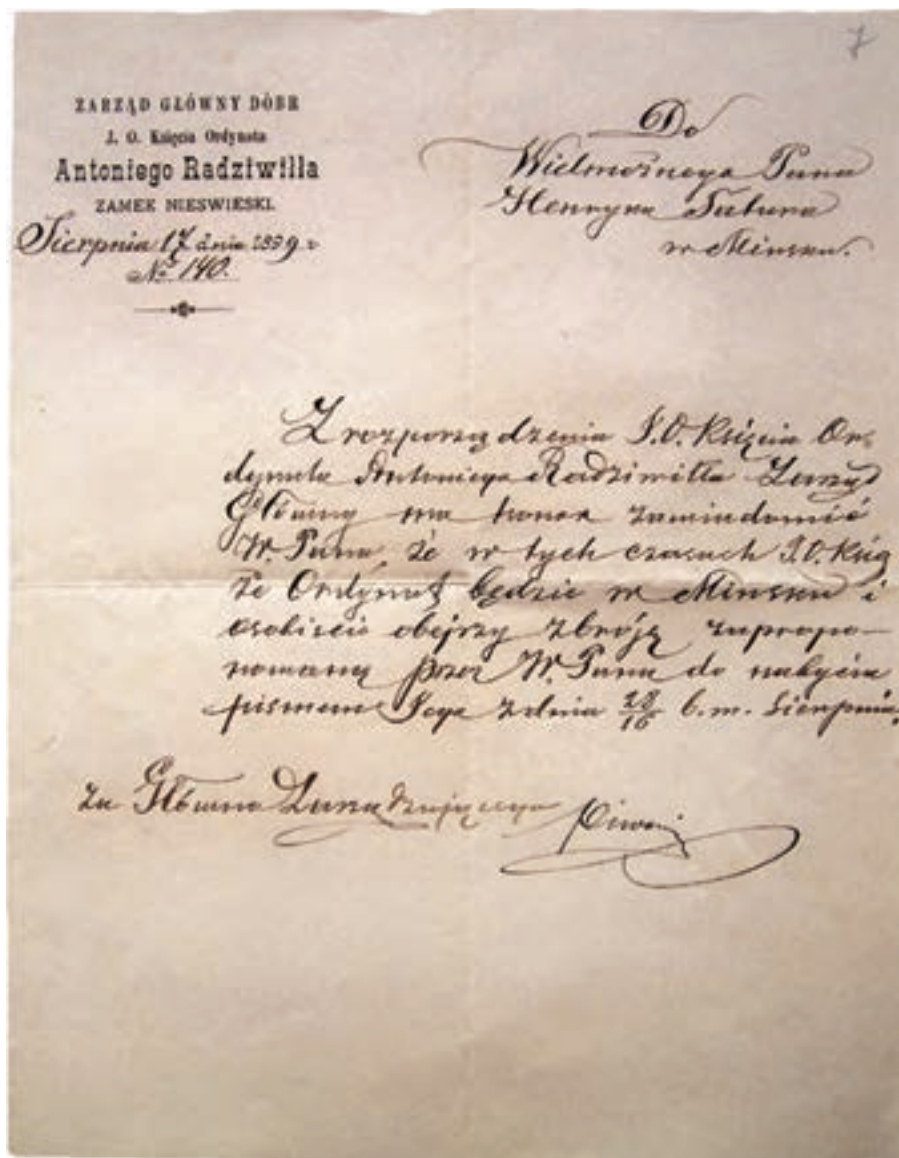 7
ZARZĄD GŁÓWNY DÓBR
J. O. Księcia Ordynata
Antoniego Radziwiłła
ZAMEK NIEŚWIESKI.
Sierpnia 17 dnia 1899 r
No 140.
Do
Wielmożnego Pana
Henryka Tatura
w Mińsku.
Z rozporządzenia J.O. Księcia Or-
dynata Antoniego Radziwiłła Zarząd
Główny ma honor zawiadomić
W. Pana, że w tych czasach J.O. Ksią
że Ordynat będzie w Mińsku i
osobiście obejrzy zbroję zapropo-
nowaną przez W. Pana do nabycia
pismem Jego z dnia 28/16 b.m. Sierpnia.
za Główno Zarządzającego